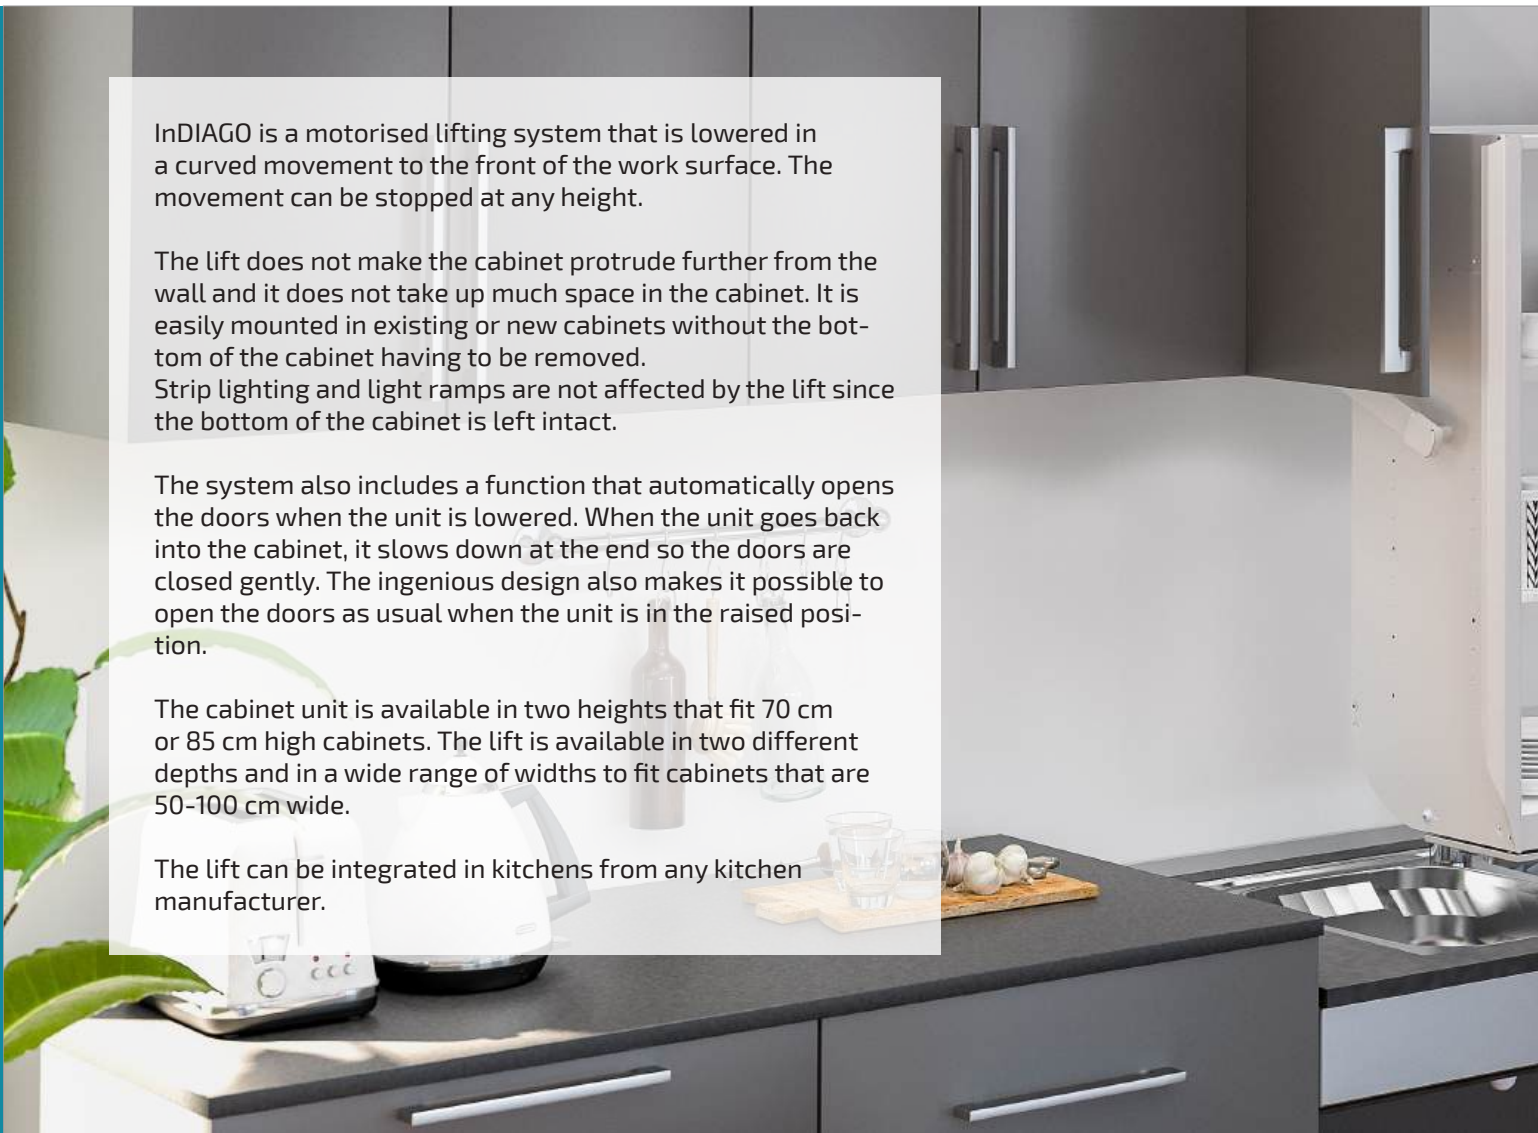 InDIAGO is a motorised lifting system that is lowered in
a curved movement to the front of the work surface. The
movement can be stopped at any height.
The lift does not make the cabinet protrude further from the
wall and it does not take up much space in the cabinet. It is
easily mounted in existing or new cabinets without the bot-
tom of the cabinet having to be removed.
Strip lighting and light ramps are not affected by the lift since
the bottom of the cabinet is left intact.
The system also includes a function that automatically opens
the doors when the unit is lowered. When the unit goes back
into the cabinet, it slows down at the end so the doors are
closed gently. The ingenious design also makes it possible to
open the doors as usual when the unit is in the raised posi-
tion.
The cabinet unit is available in two heights that fit 70 cm
or 85 cm high cabinets. The lift is available in two different
depths and in a wide range of widths to fit cabinets that are
50-100 cm wide.
The lift can be integrated in kitchens from any kitchen
manufacturer.